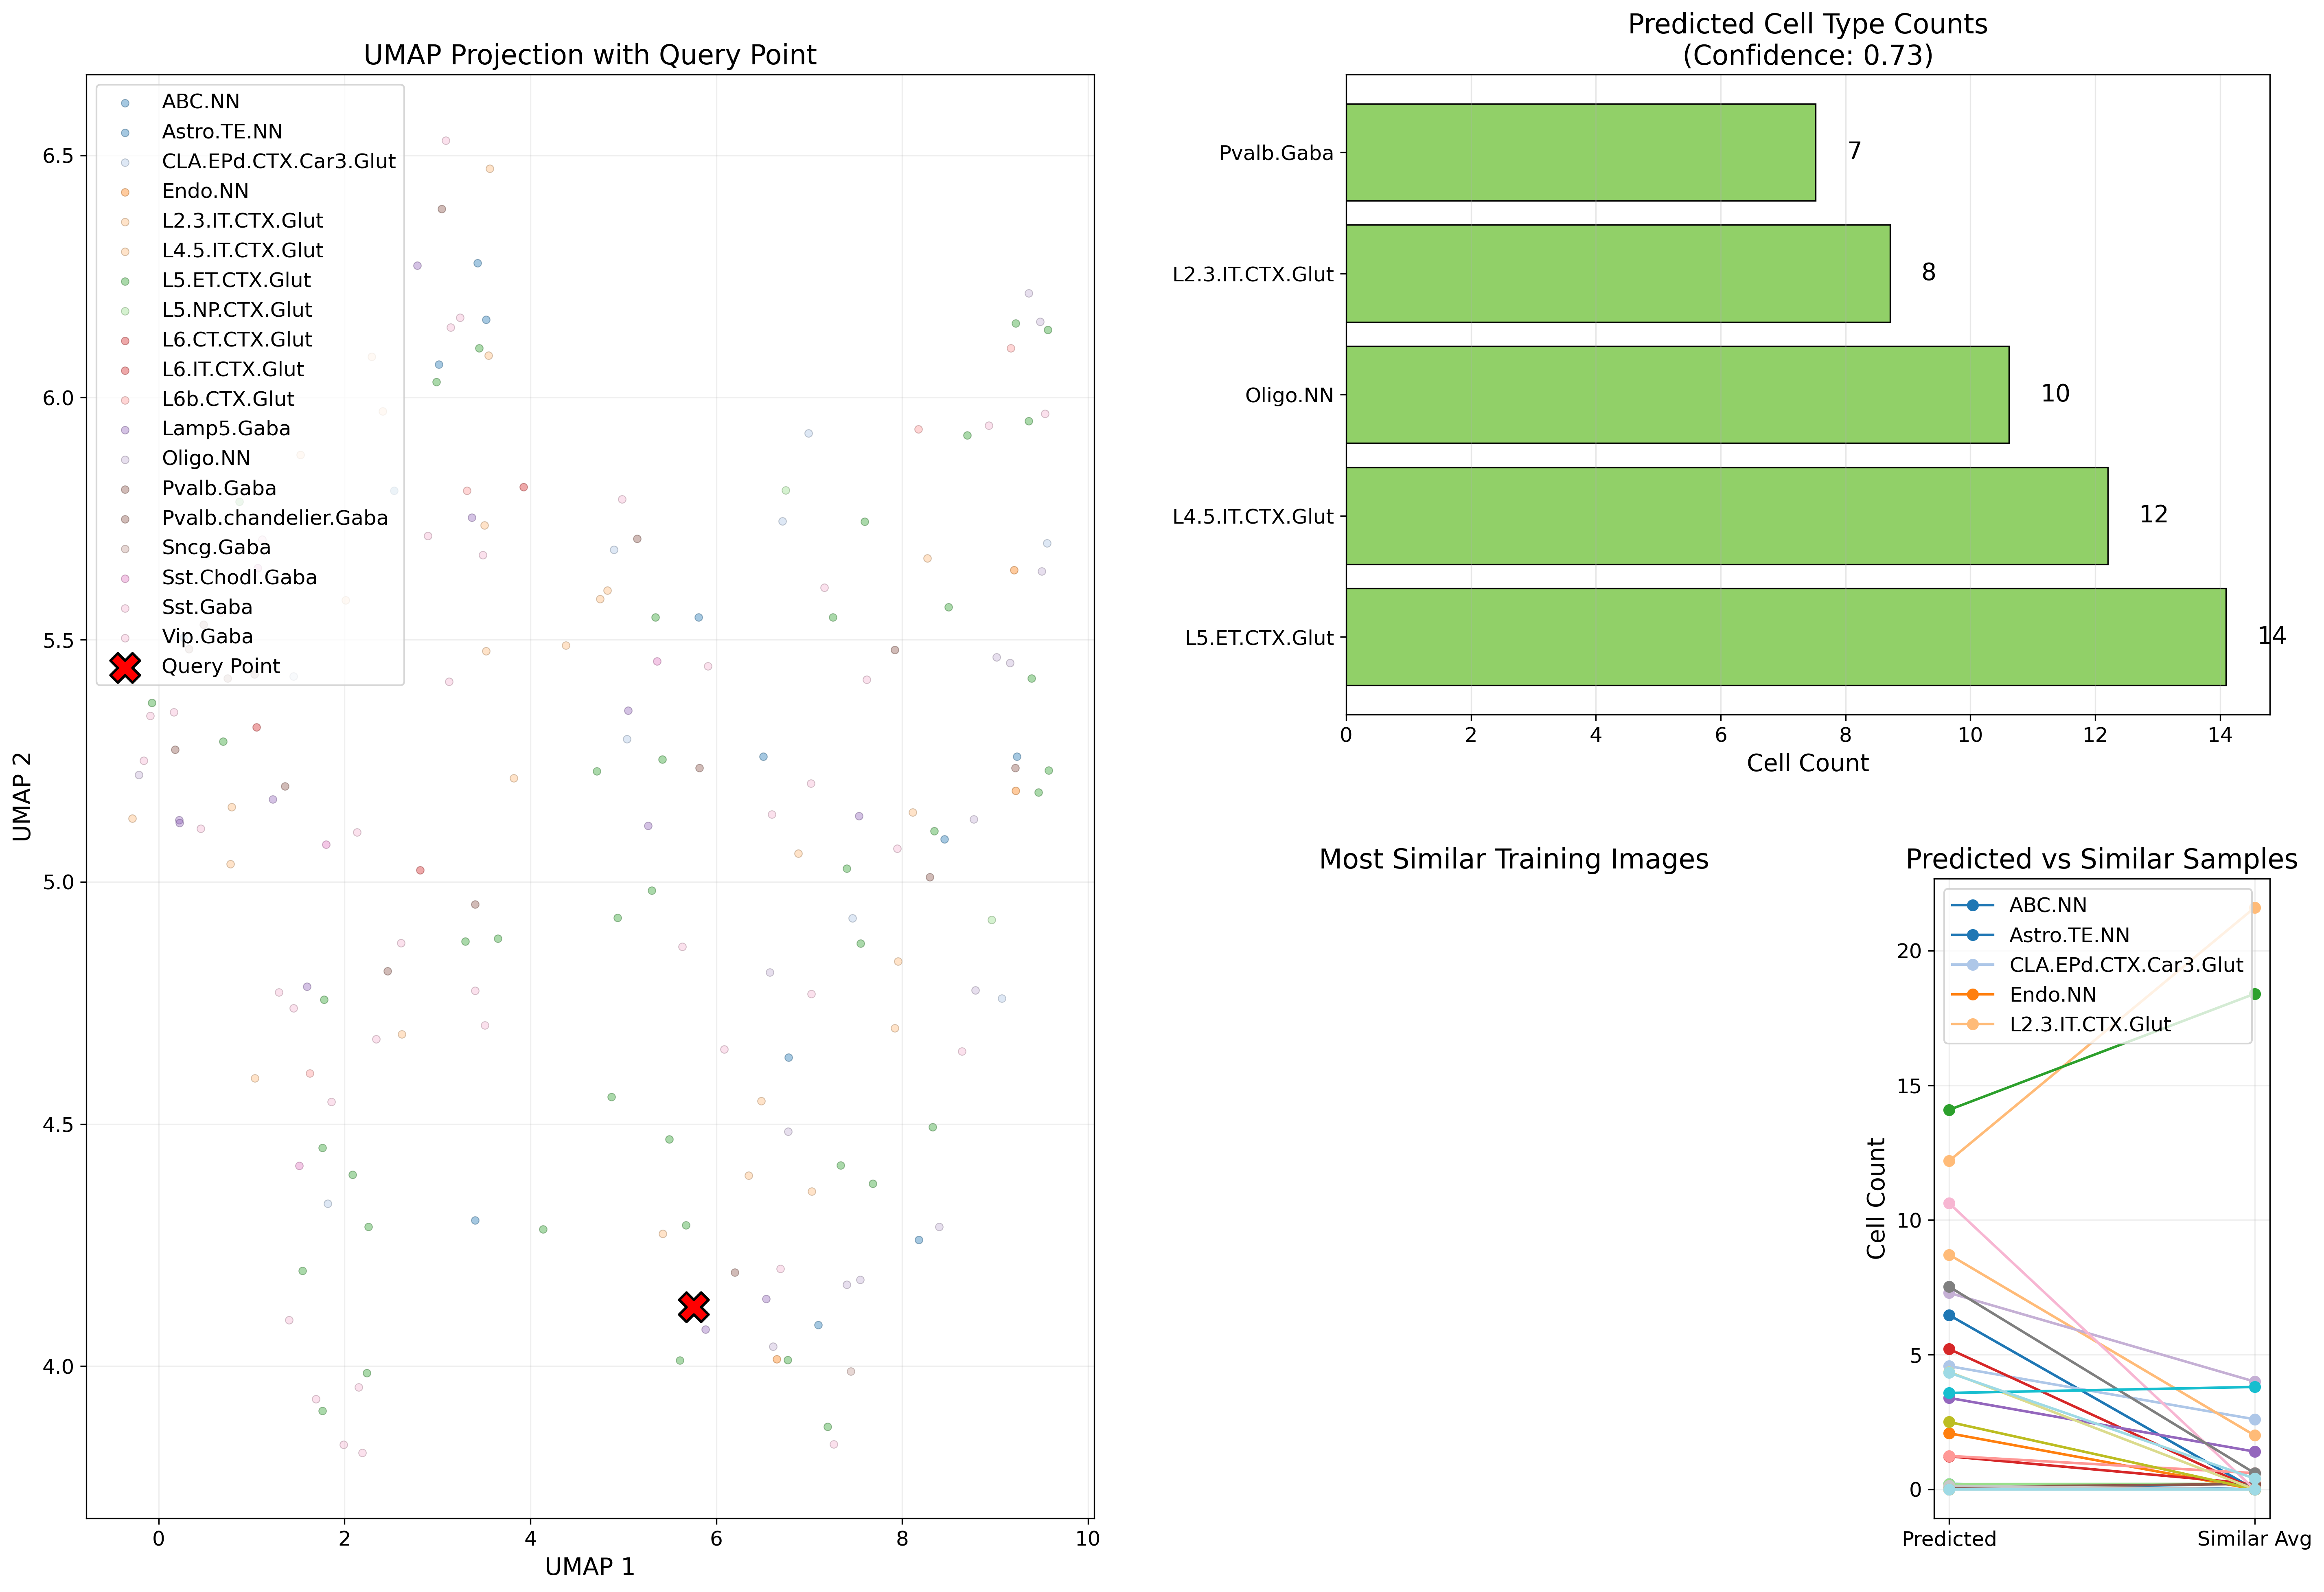 UMAP Projection with Query Point
ABC.NN
Astro.TE.NN
CLA.EPd.CTX.Car3.Glut
Endo.NN
L2.3.IT.CTX.Glut
L4.5.IT.CTX.Glut
L5.ET.CTX.Glut
L5.NP.CTX.Glut
L6.CT.CTX.Glut
L6.IT.CTX.Glut
L6b.CTX.Glut
Lamp5.Gaba
Oligo.NN
Pvalb.Gaba
Pvalb.chandelier.Gaba
Sncg.Gaba
Sst.Chodl.Gaba
Sst.Gaba
Vip.Gaba
Query Point
6.5
6.0
5.5
5.0
4.5
4.0
UMAP 2
0 2 4 6 8 10
UMAP 1
Predicted Cell Type Counts
(Confidence: 0.73)
Pvalb.Gaba 7
L2.3.IT.CTX.Glut 8
Oligo.NN 10
L4.5.IT.CTX.Glut 12
L5.ET.CTX.Glut 14
0 2 4 6 8 10 12 14
Cell Count
Most Similar Training Images
Predicted vs Similar Samples
ABC.NN
Astro.TE.NN
CLA.EPd.CTX.Car3.Glut
Endo.NN
L2.3.IT.CTX.Glut
20
15
10
5
0
Cell Count
Predicted Similar Avg